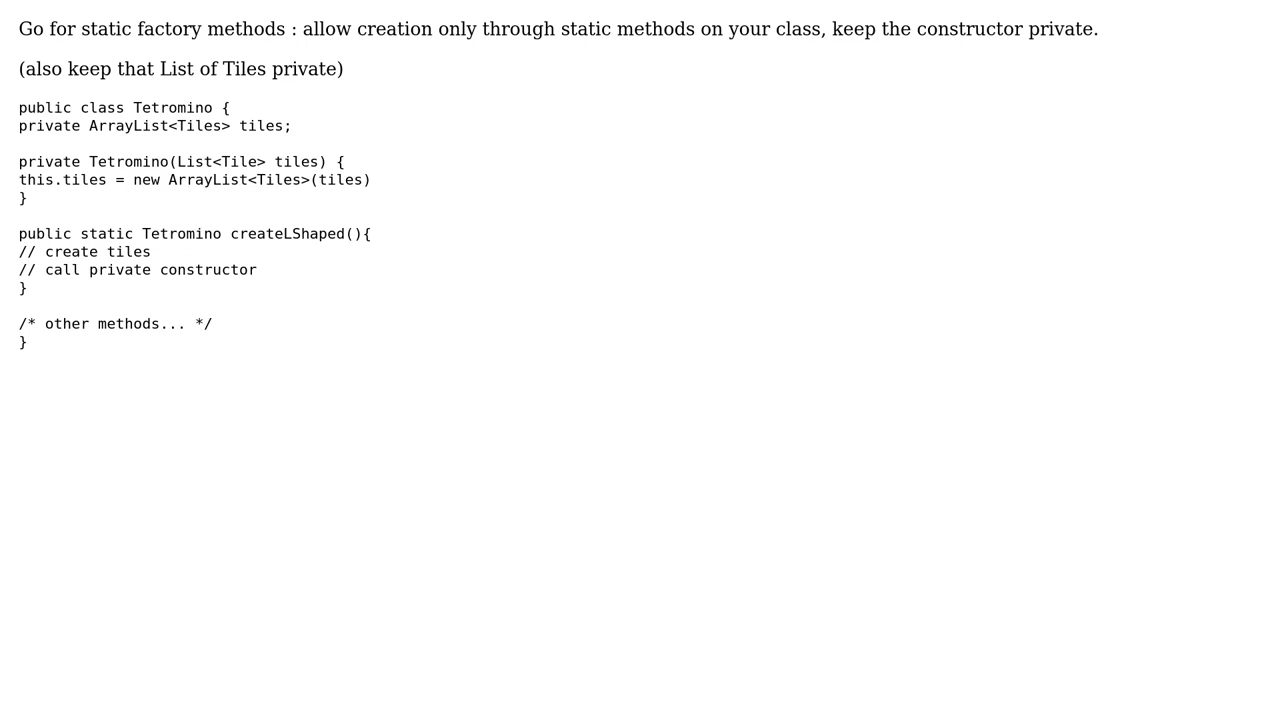 Go for static factory methods : allow creation only through static methods on your class, keep the constructor private.
(also keep that List of Tiles private)
public class Tetromino {
private ArrayList<Tiles> tiles;
private Tetromino(List<Tile> tiles) {
this.tiles = new ArrayList<Tiles>(tiles)
}
public static Tetromino createLShaped(){
// create tiles
// call private constructor
}
/* other methods... */
}